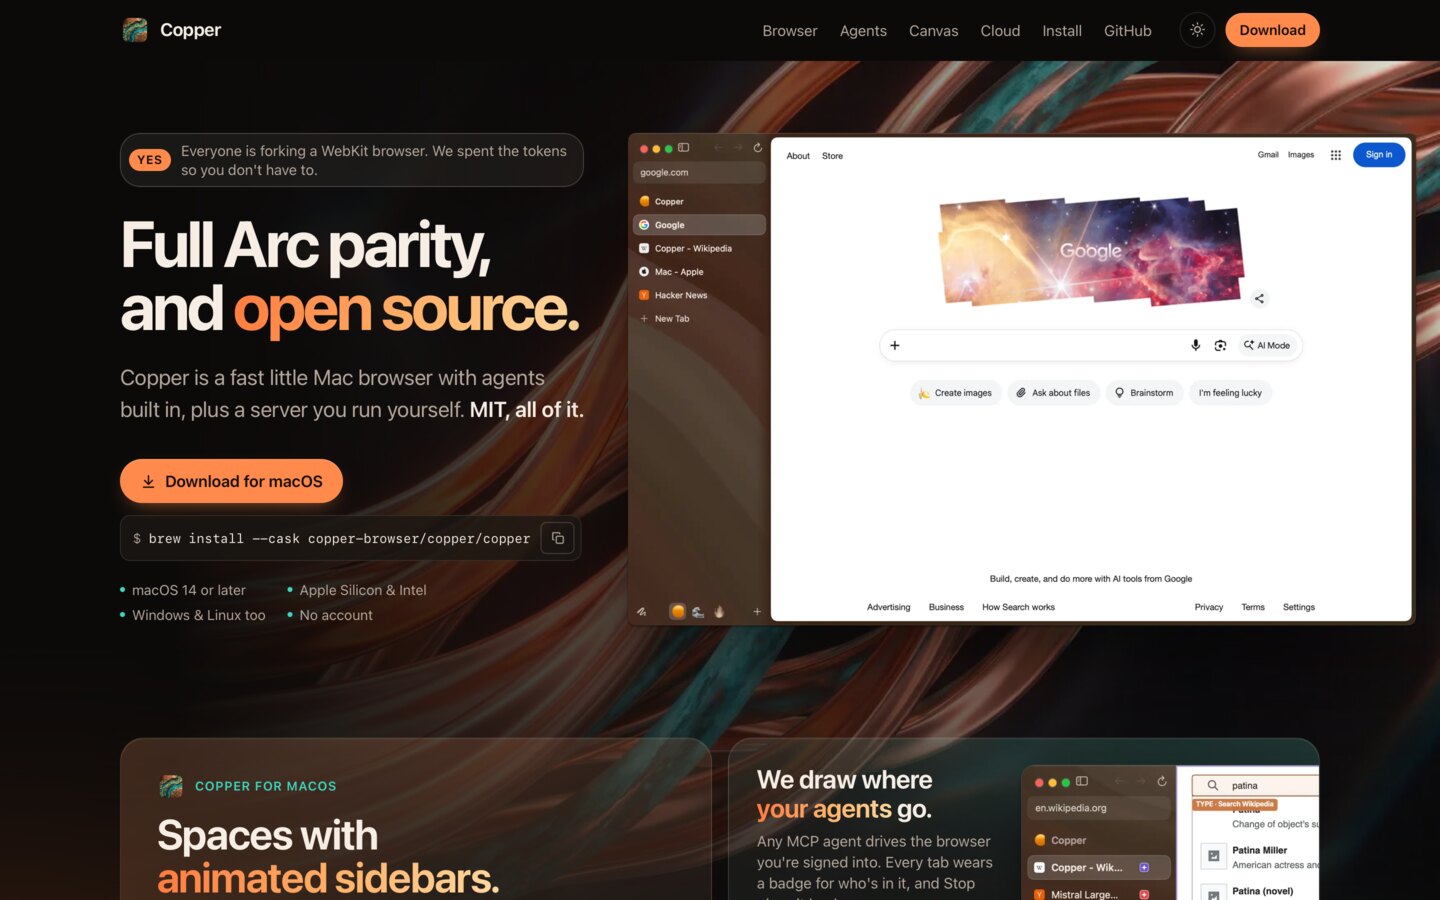 Copper
Browser
Agents
Canvas
Cloud
Install
GitHub
Download
YES
Everyone is forking a WebKit browser. We spent the tokens
so you don't have to.
Full Arc parity,
and open source.
Copper is a fast little Mac browser with agents
built in, plus a server you run yourself. MIT, all of it.
Download for macOS
$ brew install --cask copper-browser/copper/copper
macOS 14 or later
Apple Silicon & Intel
Windows & Linux too
No account
google.com
Copper
Google
Copper - Wikipedia
Mac - Apple
Hacker News
New Tab
About
Store
Gmail
Images
Sign in
Google
AI Mode
Create images
Ask about files
Brainstorm
I'm feeling lucky
Build, create, and do more with AI tools from Google
Advertising
Business
How Search works
Privacy
Terms
Settings
COPPER FOR MACOS
Spaces with
animated sidebars.
We draw where
your agents go.
Any MCP agent drives the browser
you're signed into. Every tab wears
a badge for who's in it, and Stop
en.wikipedia.org
Copper
Copper - Wik...
Mistral Large...
patina
TYPE · Search Wikipedia
Change of object's
Patina Miller
American actress
Patina (novel)